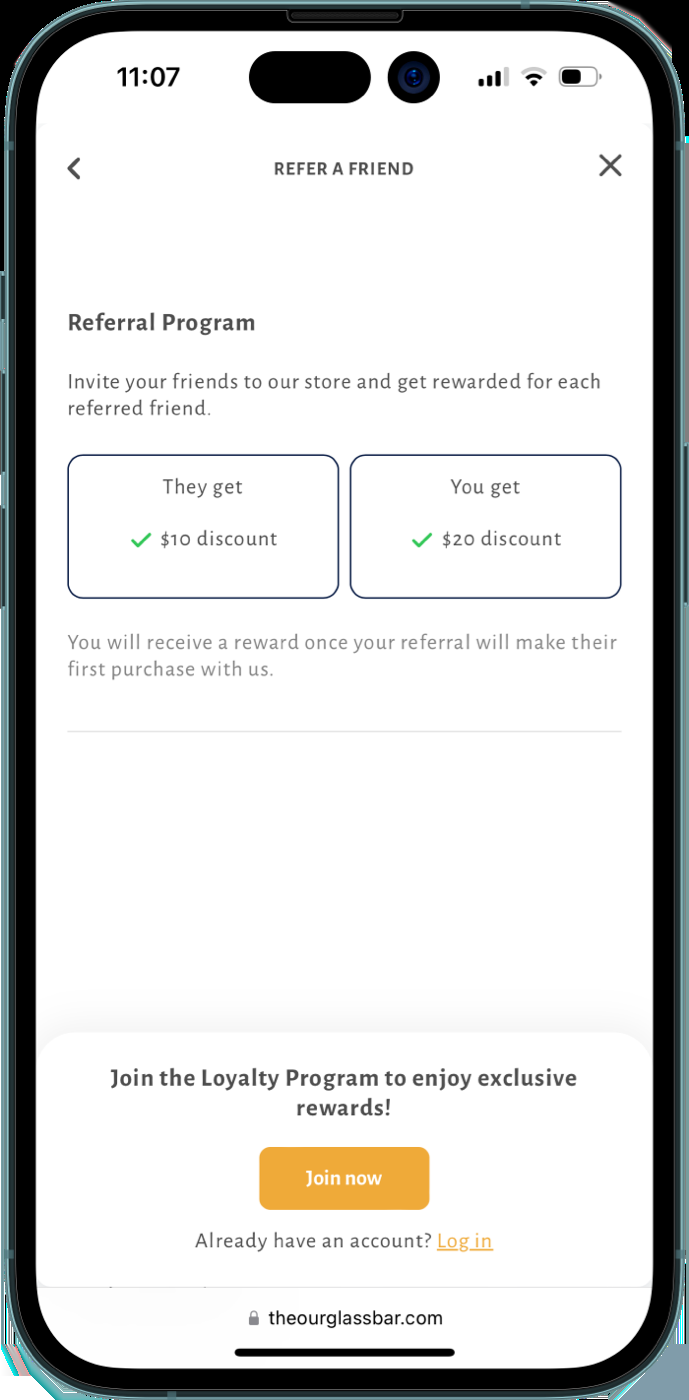 11:07
REFER A FRIEND
Referral Program
Invite your friends to our store and get rewarded for each
referred friend.
They get
$10 discount
You get
$20 discount
You will receive a reward once your referral will make their
first purchase with us.
Join the Loyalty Program to enjoy exclusive
rewards!
Join now
Already have an account? Log in
theourglassbar.com